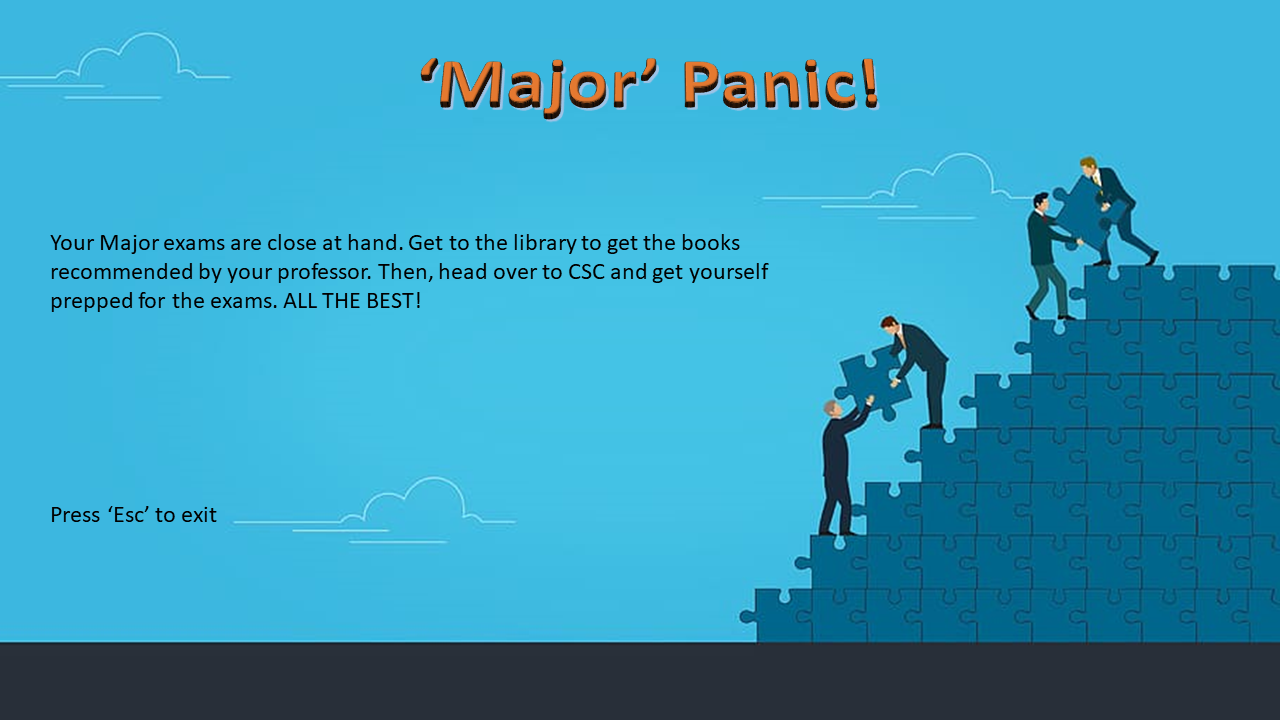 ‘Major’ Panic!
Your Major exams are close at hand. Get to the library to get the books
recommended by your professor. Then, head over to CSC and get yourself
prepped for the exams. ALL THE BEST!
Press ‘Esc’ to exit